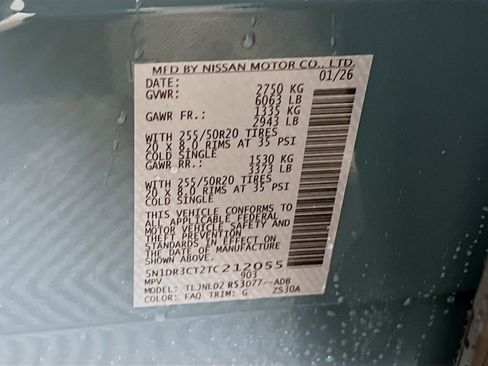 MFD BY NISSAN MOTOR CO., LTD.
DATE: 01/26
GVWR: 2750 KG
6063 LB
GAWR FR.: 1335 KG
2943 LB
WITH 255/50R20 TIRES
20 x 8.0 RIMS AT 35 PSI
COLD SINGLE
GAWR RR.: 1530 KG
3373 LB
WITH 255/50R20 TIRES
20 x 8.0 RIMS AT 35 PSI
COLD SINGLE
THIS VEHICLE CONFORMS TO
ALL APPLICABLE FEDERAL
MOTOR VEHICLE SAFETY AND
THEFT PREVENTION
STANDARDS IN EFFECT ON
THE DATE OF MANUFACTURE
SHOWN ABOVE.
5N1DR3CT2TC212055
MPV 903
MODEL: TLJNLD2 R53D77--ADB
COLOR: FAQ TRIM: G ZS30A